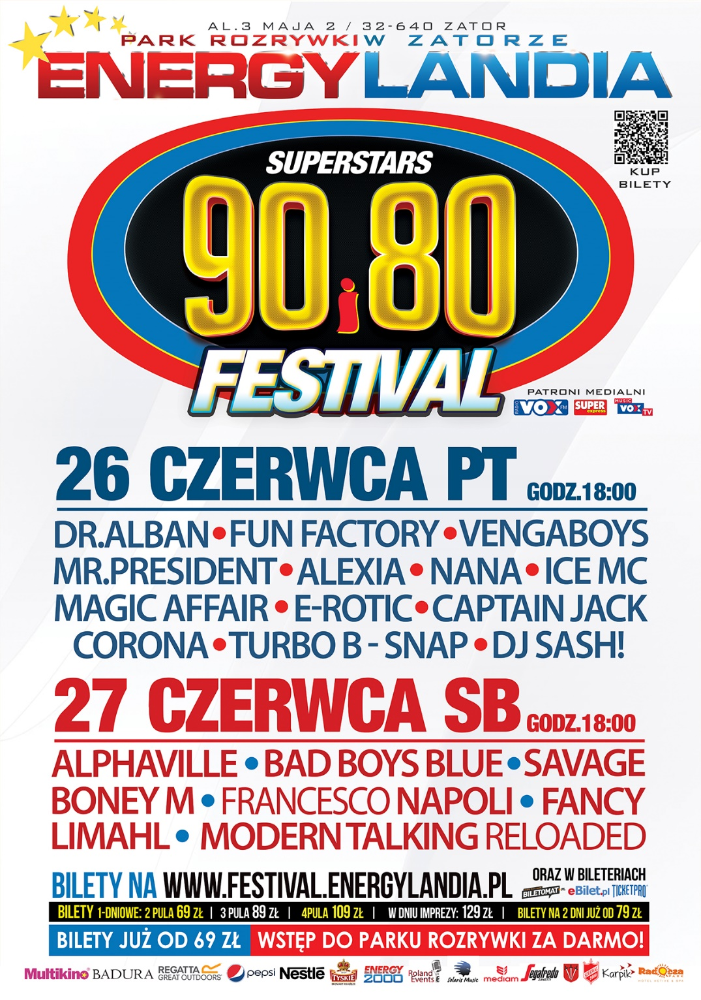 AL.3 MAJA 2 / 32-640 ZATOR
PARK ROZRYWKI W ZATORZE
ENERGYLANDIA
KUP
BILETY
SUPERSTARS
90 i 80
FESTIVAL
PATRONI MEDIALNI
RADIO VOX FM SUPER express MUSIC VOX TV
26 CZERWCA PT GODZ.18:00
DR.ALBAN • FUN FACTORY • VENGABOYS
MR.PRESIDENT • ALEXIA • NANA • ICE MC
MAGIC AFFAIR • E-ROTIC • CAPTAIN JACK
CORONA • TURBO B - SNAP • DJ SASH!
27 CZERWCA SB GODZ.18:00
ALPHAVILLE • BAD BOYS BLUE • SAVAGE
BONEY M • FRANCESCO NAPOLI • FANCY
LIMAHL • MODERN TALKING RELOADED
BILETY NA WWW.FESTIVAL.ENERGYLANDIA.PL
ORAZ W BILETERIACH
BILETOMAT.PL eBilet.pl TICKETPRO
BILETY 1-DNIOWE: 2 PULA 69 ZŁ | 3 PULA 89 ZŁ | 4PULA 109 ZŁ | W DNIU IMPREZY: 129 ZŁ | BILETY NA 2 DNI JUŻ OD 79 ZŁ
BILETY JUŻ OD 69 ZŁ WSTĘP DO PARKU ROZRYWKI ZA DARMO!
Multikino BADURA REGATTA GREAT OUTDOORS pepsi Nestlé TYSKIE ENERGY 2000 Roland Events Solaris Music mediam Segafredo ZANETTI Karpik Radocza PARK HOTEL ACTIVE & SPA